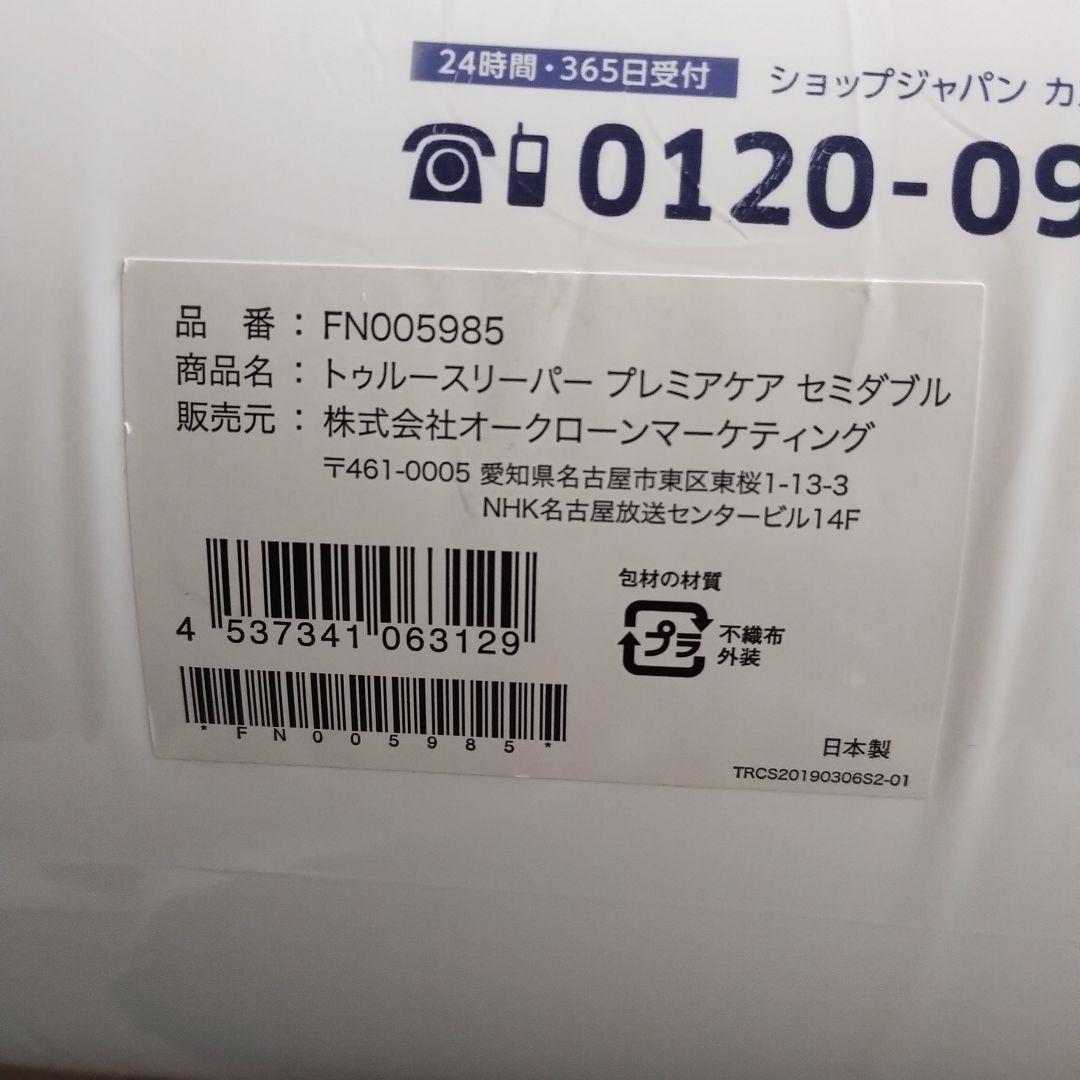 24時間・365日受付 ショップジャパン カ
0120-09
品 番 : FN005985
商品名 : トゥルースリーパー プレミアケア セミダブル
販売元 : 株式会社オークローンマーケティング
〒461-0005 愛知県名古屋市東区東桜1-13-3
NHK名古屋放送センタービル14F
包材の材質
プラ 不織布
外装
4 537341 063129
*FN005985*
日本製
TRCS20190306S2-01